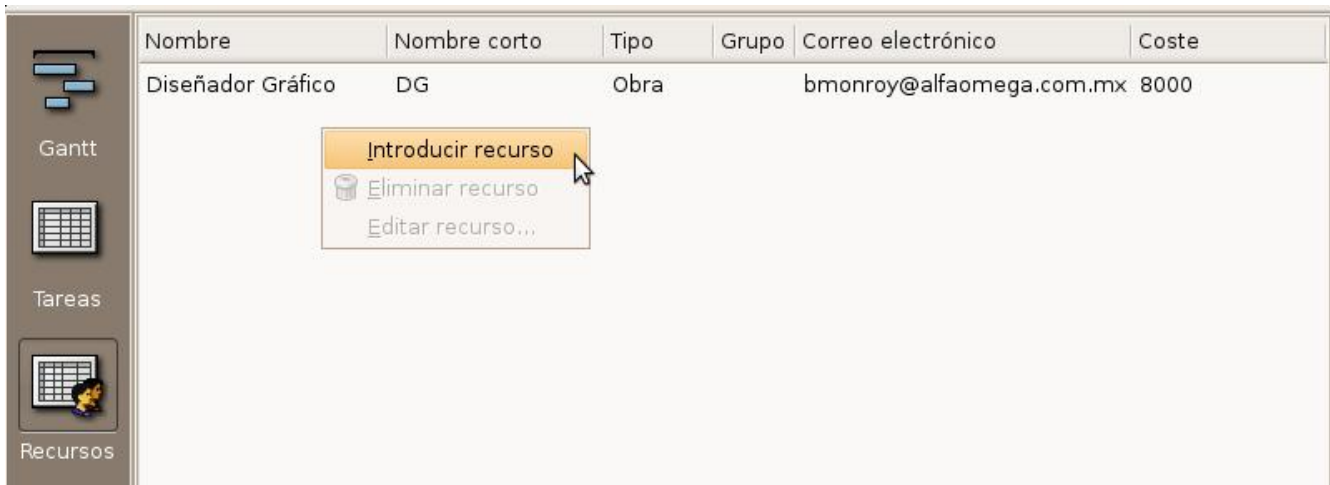 Nombre Nombre corto Tipo Grupo Correo electrónico Coste
Diseñador Gráfico DG Obra bmonroy@alfaomega.com.mx 8000
Gantt
Introducir recurso
Eliminar recurso
Editar recurso...
Tareas
Recursos